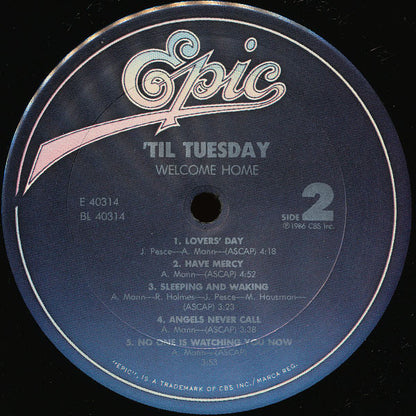 Epic
'TIL TUESDAY
WELCOME HOME
E 40314
BL 40314
SIDE 2
℗ 1986 CBS Inc.
1. LOVERS' DAY
J. Pesce—A. Mann—(ASCAP) 4:18
2. HAVE MERCY
A. Mann—(ASCAP) 4:52
3. SLEEPING AND WAKING
A. Mann—R. Holmes—J. Pesce—M. Hausman—
(ASCAP) 3:23
4. ANGELS NEVER CALL
A. Mann—(ASCAP) 3:38
5. NO ONE IS WATCHING YOU NOW
A. Mann—(ASCAP)
3:53
"EPIC", IS A TRADEMARK OF CBS INC./MARCA REG.